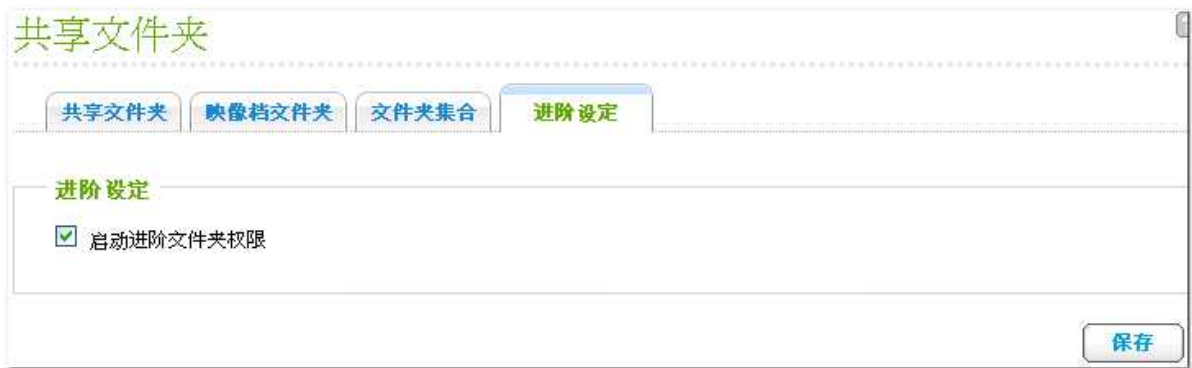 共享文件夹
共享文件夹 映像档文件夹 文件夹集合 进阶设定
进阶设定
启动进阶文件夹权限
保存